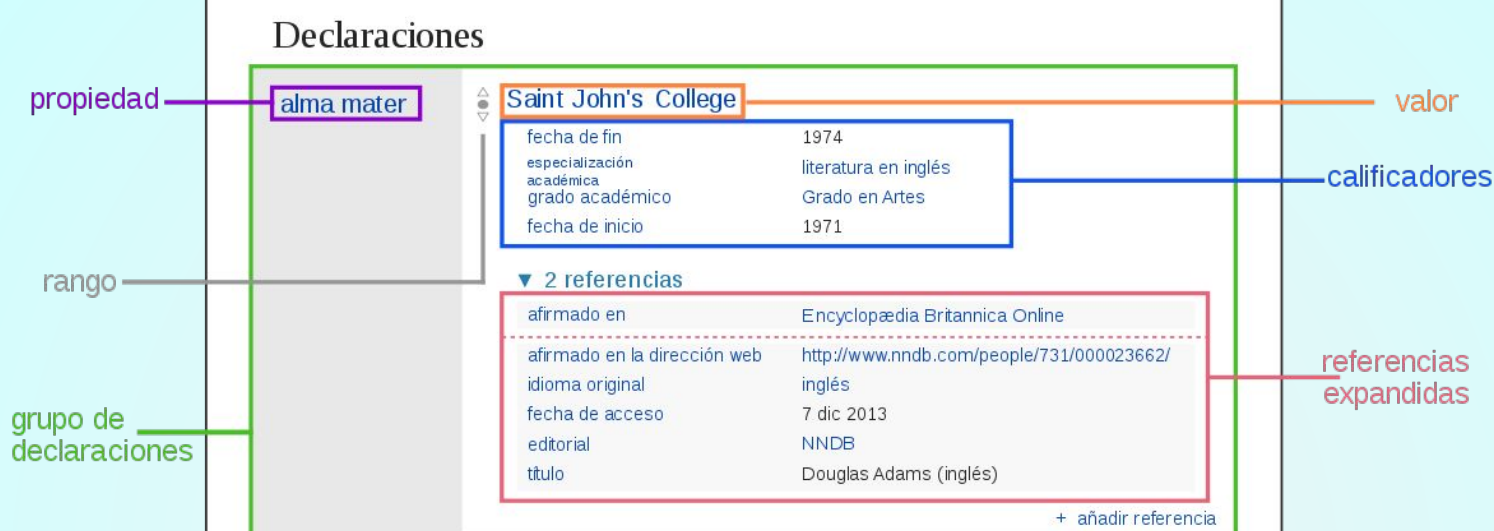 Declaraciones
propiedad
alma mater
Saint John's College
valor
fecha de fin 1974
especialización
académica
literatura en inglés
grado académico Grado en Artes
fecha de inicio 1971
calificadores
rango
▼ 2 referencias
afirmado en Encyclopædia Britannica Online
afirmado en la dirección web http://www.nndb.com/people/731/000023662/
idioma original inglés
fecha de acceso 7 dic 2013
editorial NNDB
título Douglas Adams (inglés)
referencias
expandidas
grupo de
declaraciones
+ añadir referencia